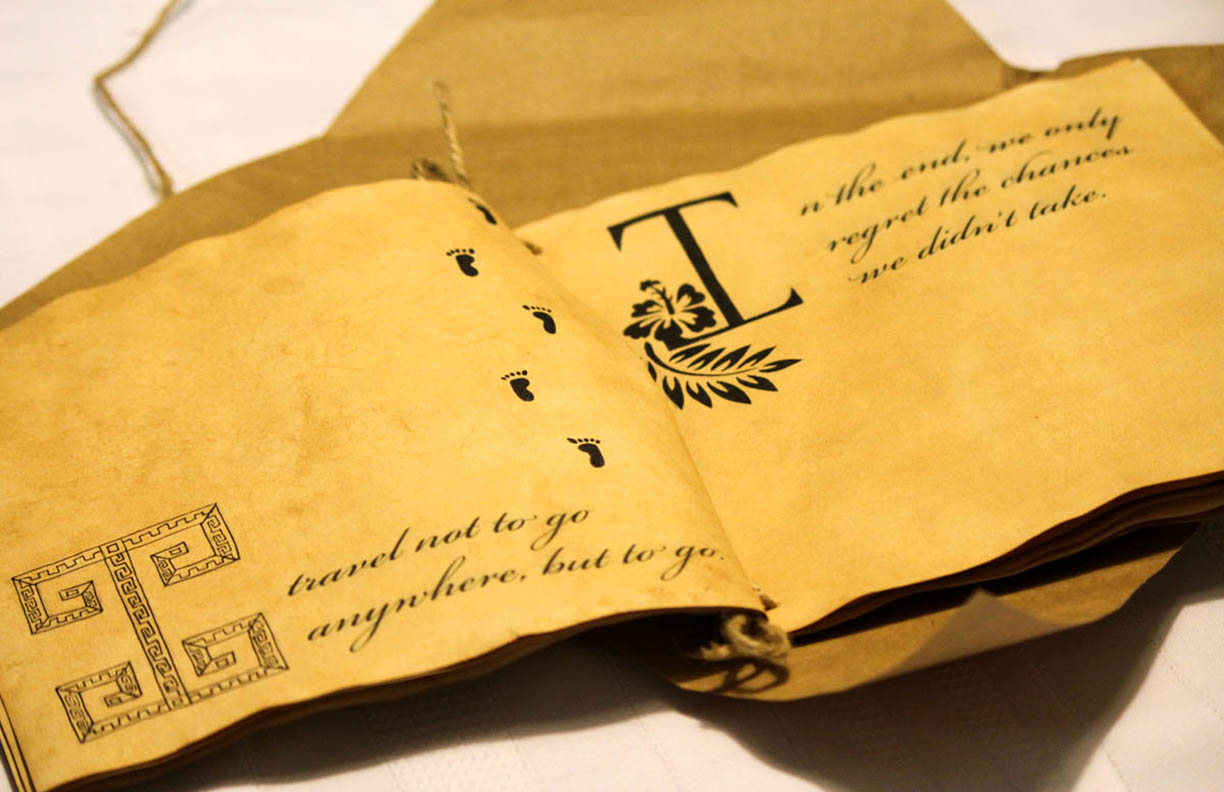 I travel not to go
anywhere, but to go.
In the end, we only
regret the chances
we didn't take.